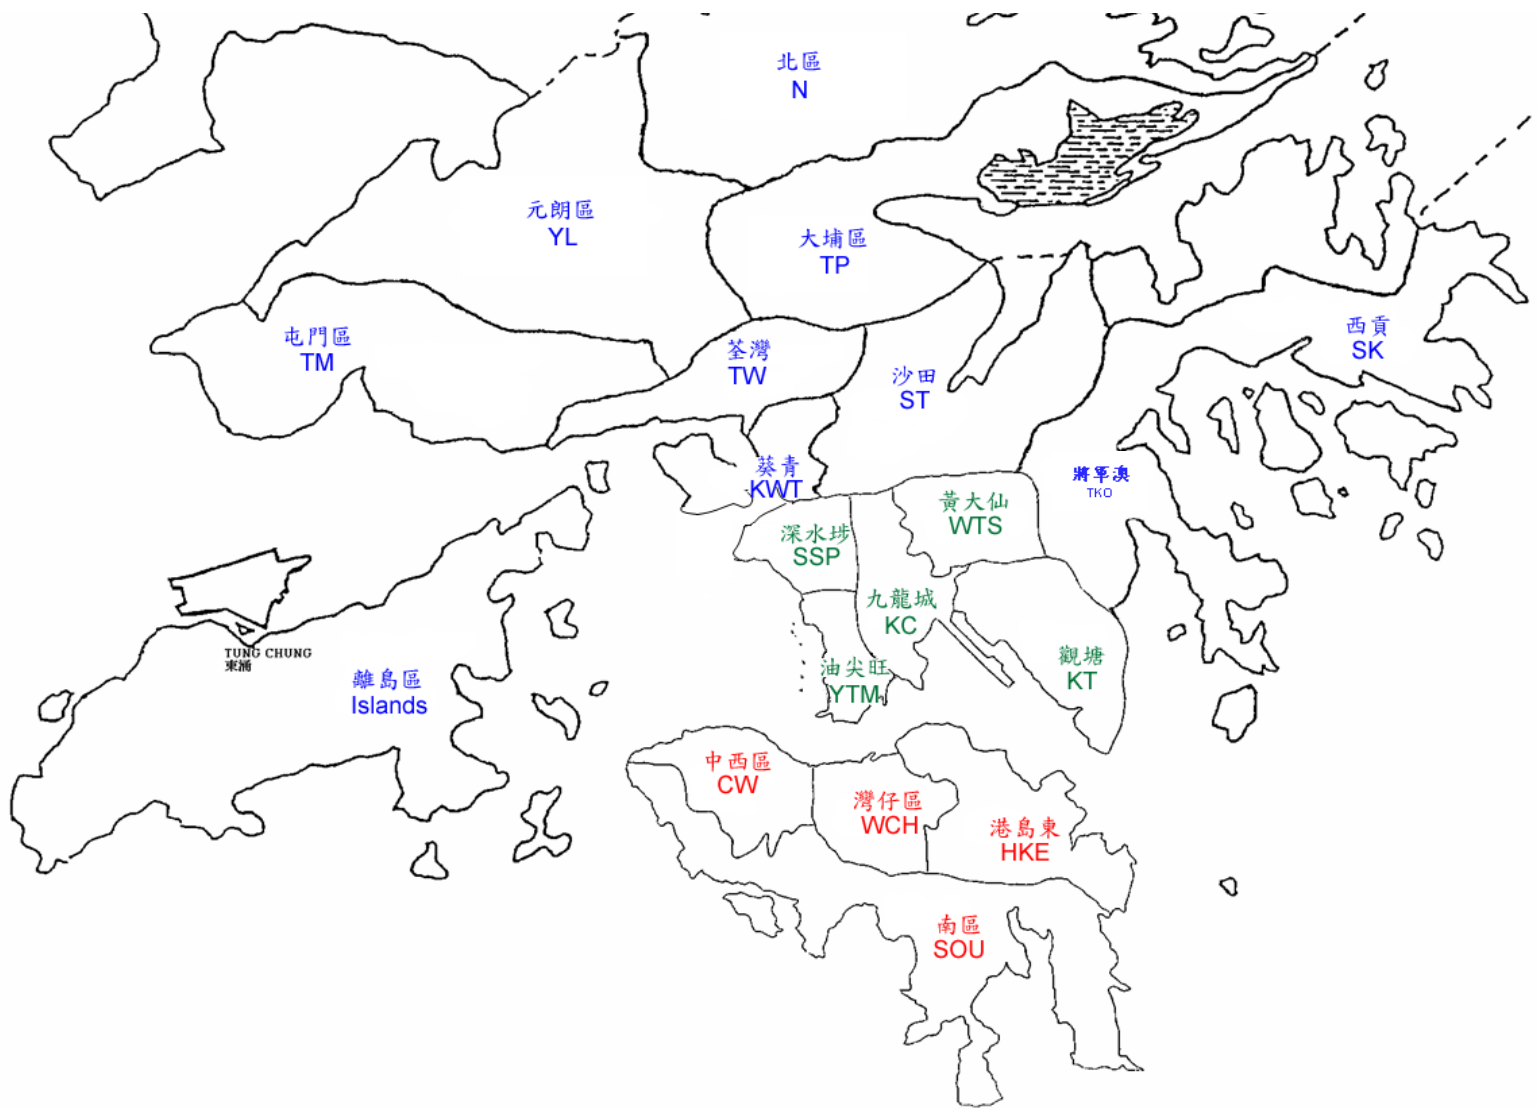 北區
N
元朗區
YL
大埔區
TP
屯門區
TM
荃灣
TW
沙田
ST
西貢
SK
葵青
KWT
將軍澳
TKO
黃大仙
WTS
深水埗
SSP
九龍城
KC
油尖旺
YTM
觀塘
KT
TUNG CHUNG
東涌
離島區
Islands
中西區
CW
灣仔區
WCH
港島東
HKE
南區
SOU